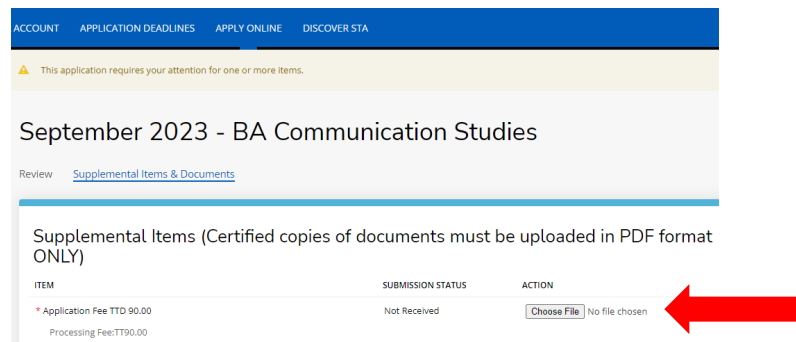 ACCOUNT APPLICATION DEADLINES APPLY ONLINE DISCOVER STA
This application requires your attention for one or more items.
September 2023 - BA Communication Studies
Review Supplemental Items & Documents
Supplemental Items (Certified copies of documents must be uploaded in PDF format
ONLY)
ITEM SUBMISSION STATUS ACTION
* Application Fee TTD 90.00 Not Received Choose File No file chosen
Processing Fee:TT90.00